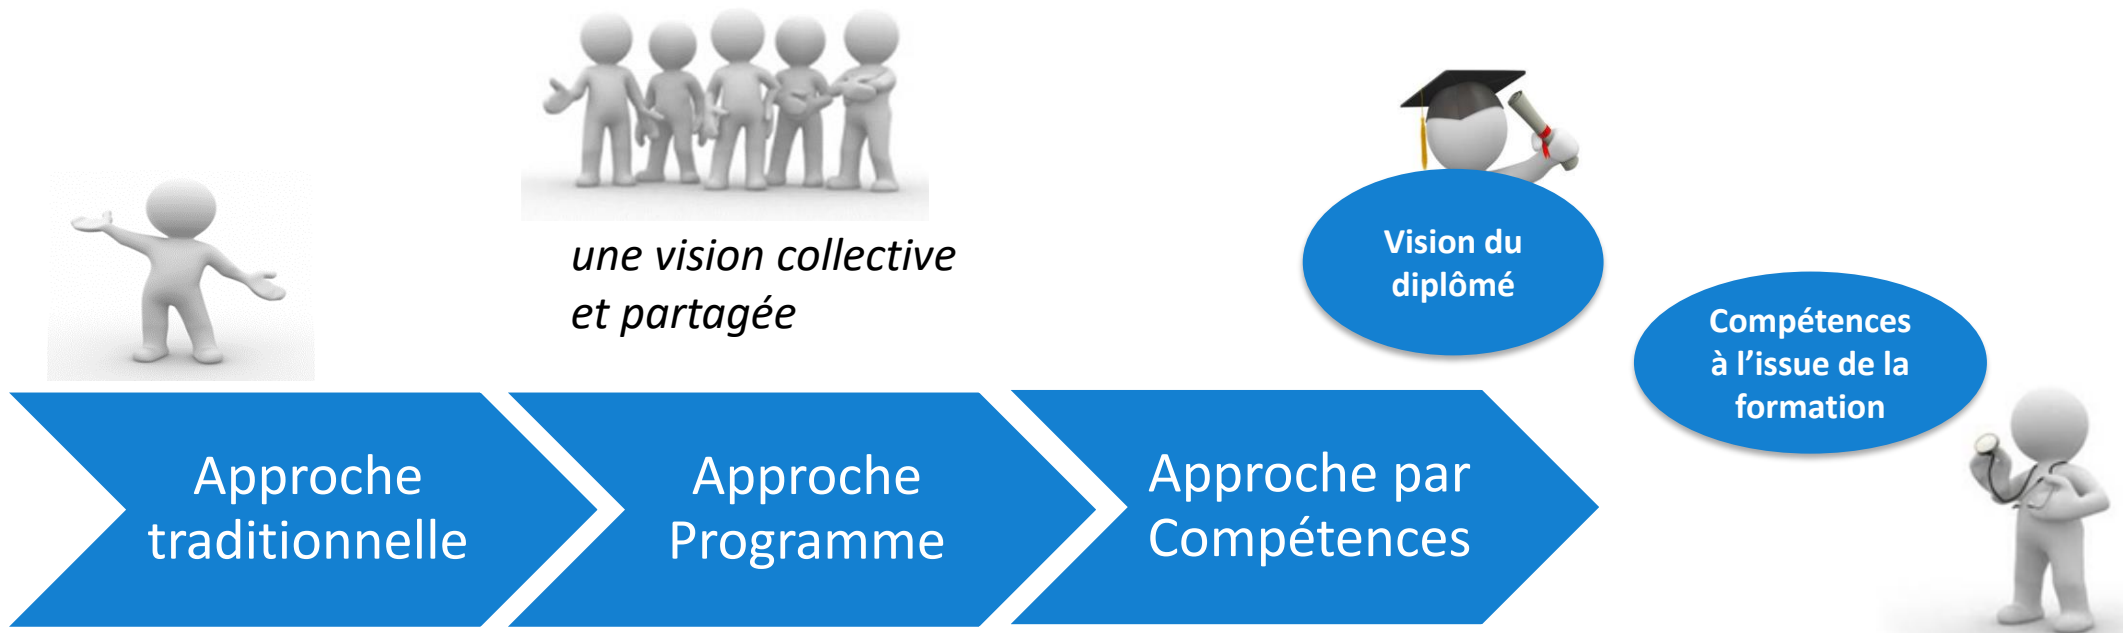 une vision collective
et partagée
Vision du
diplômé
Compétences
à l’issue de la
formation
Approche
traditionnelle
Approche
Programme
Approche par
Compétences